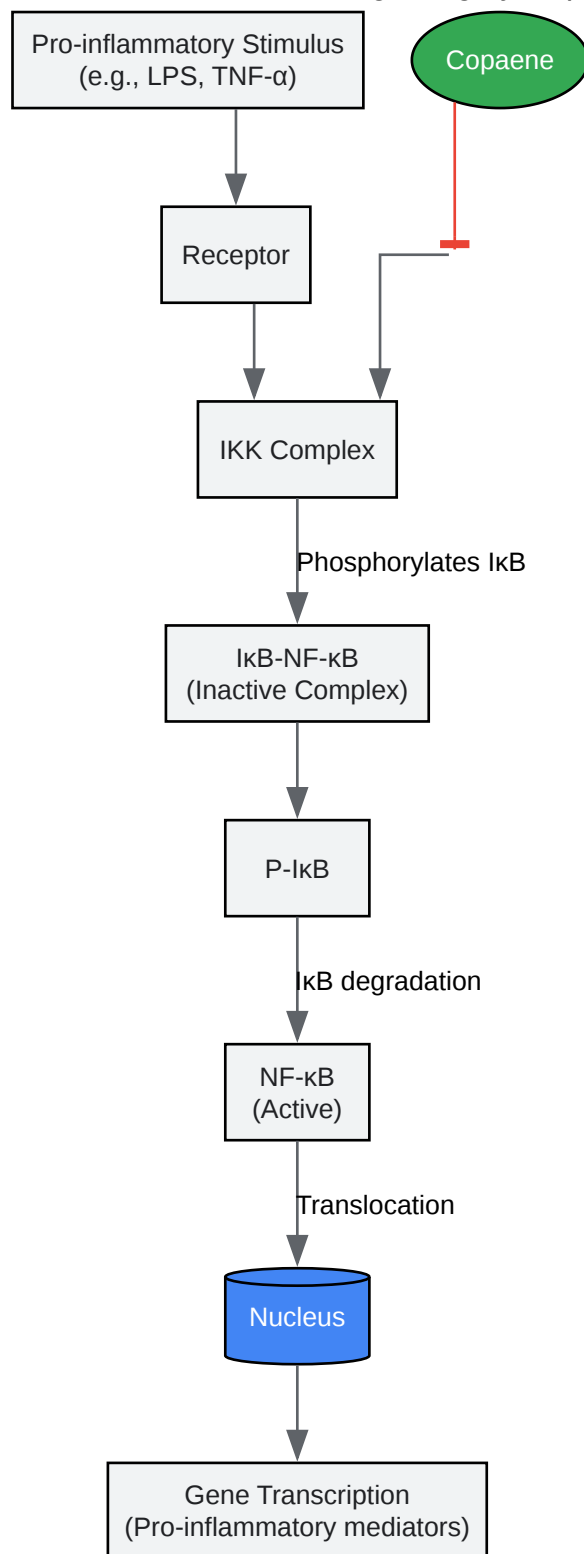 Pro-inflammatory Stimulus
(e.g., LPS, TNF-α)
Copaene
Receptor
IKK Complex
Phosphorylates IκB
IκB-NF-κB
(Inactive Complex)
P-IκB
IκB degradation
NF-κB
(Active)
Translocation
Nucleus
Gene Transcription
(Pro-inflammatory mediators)